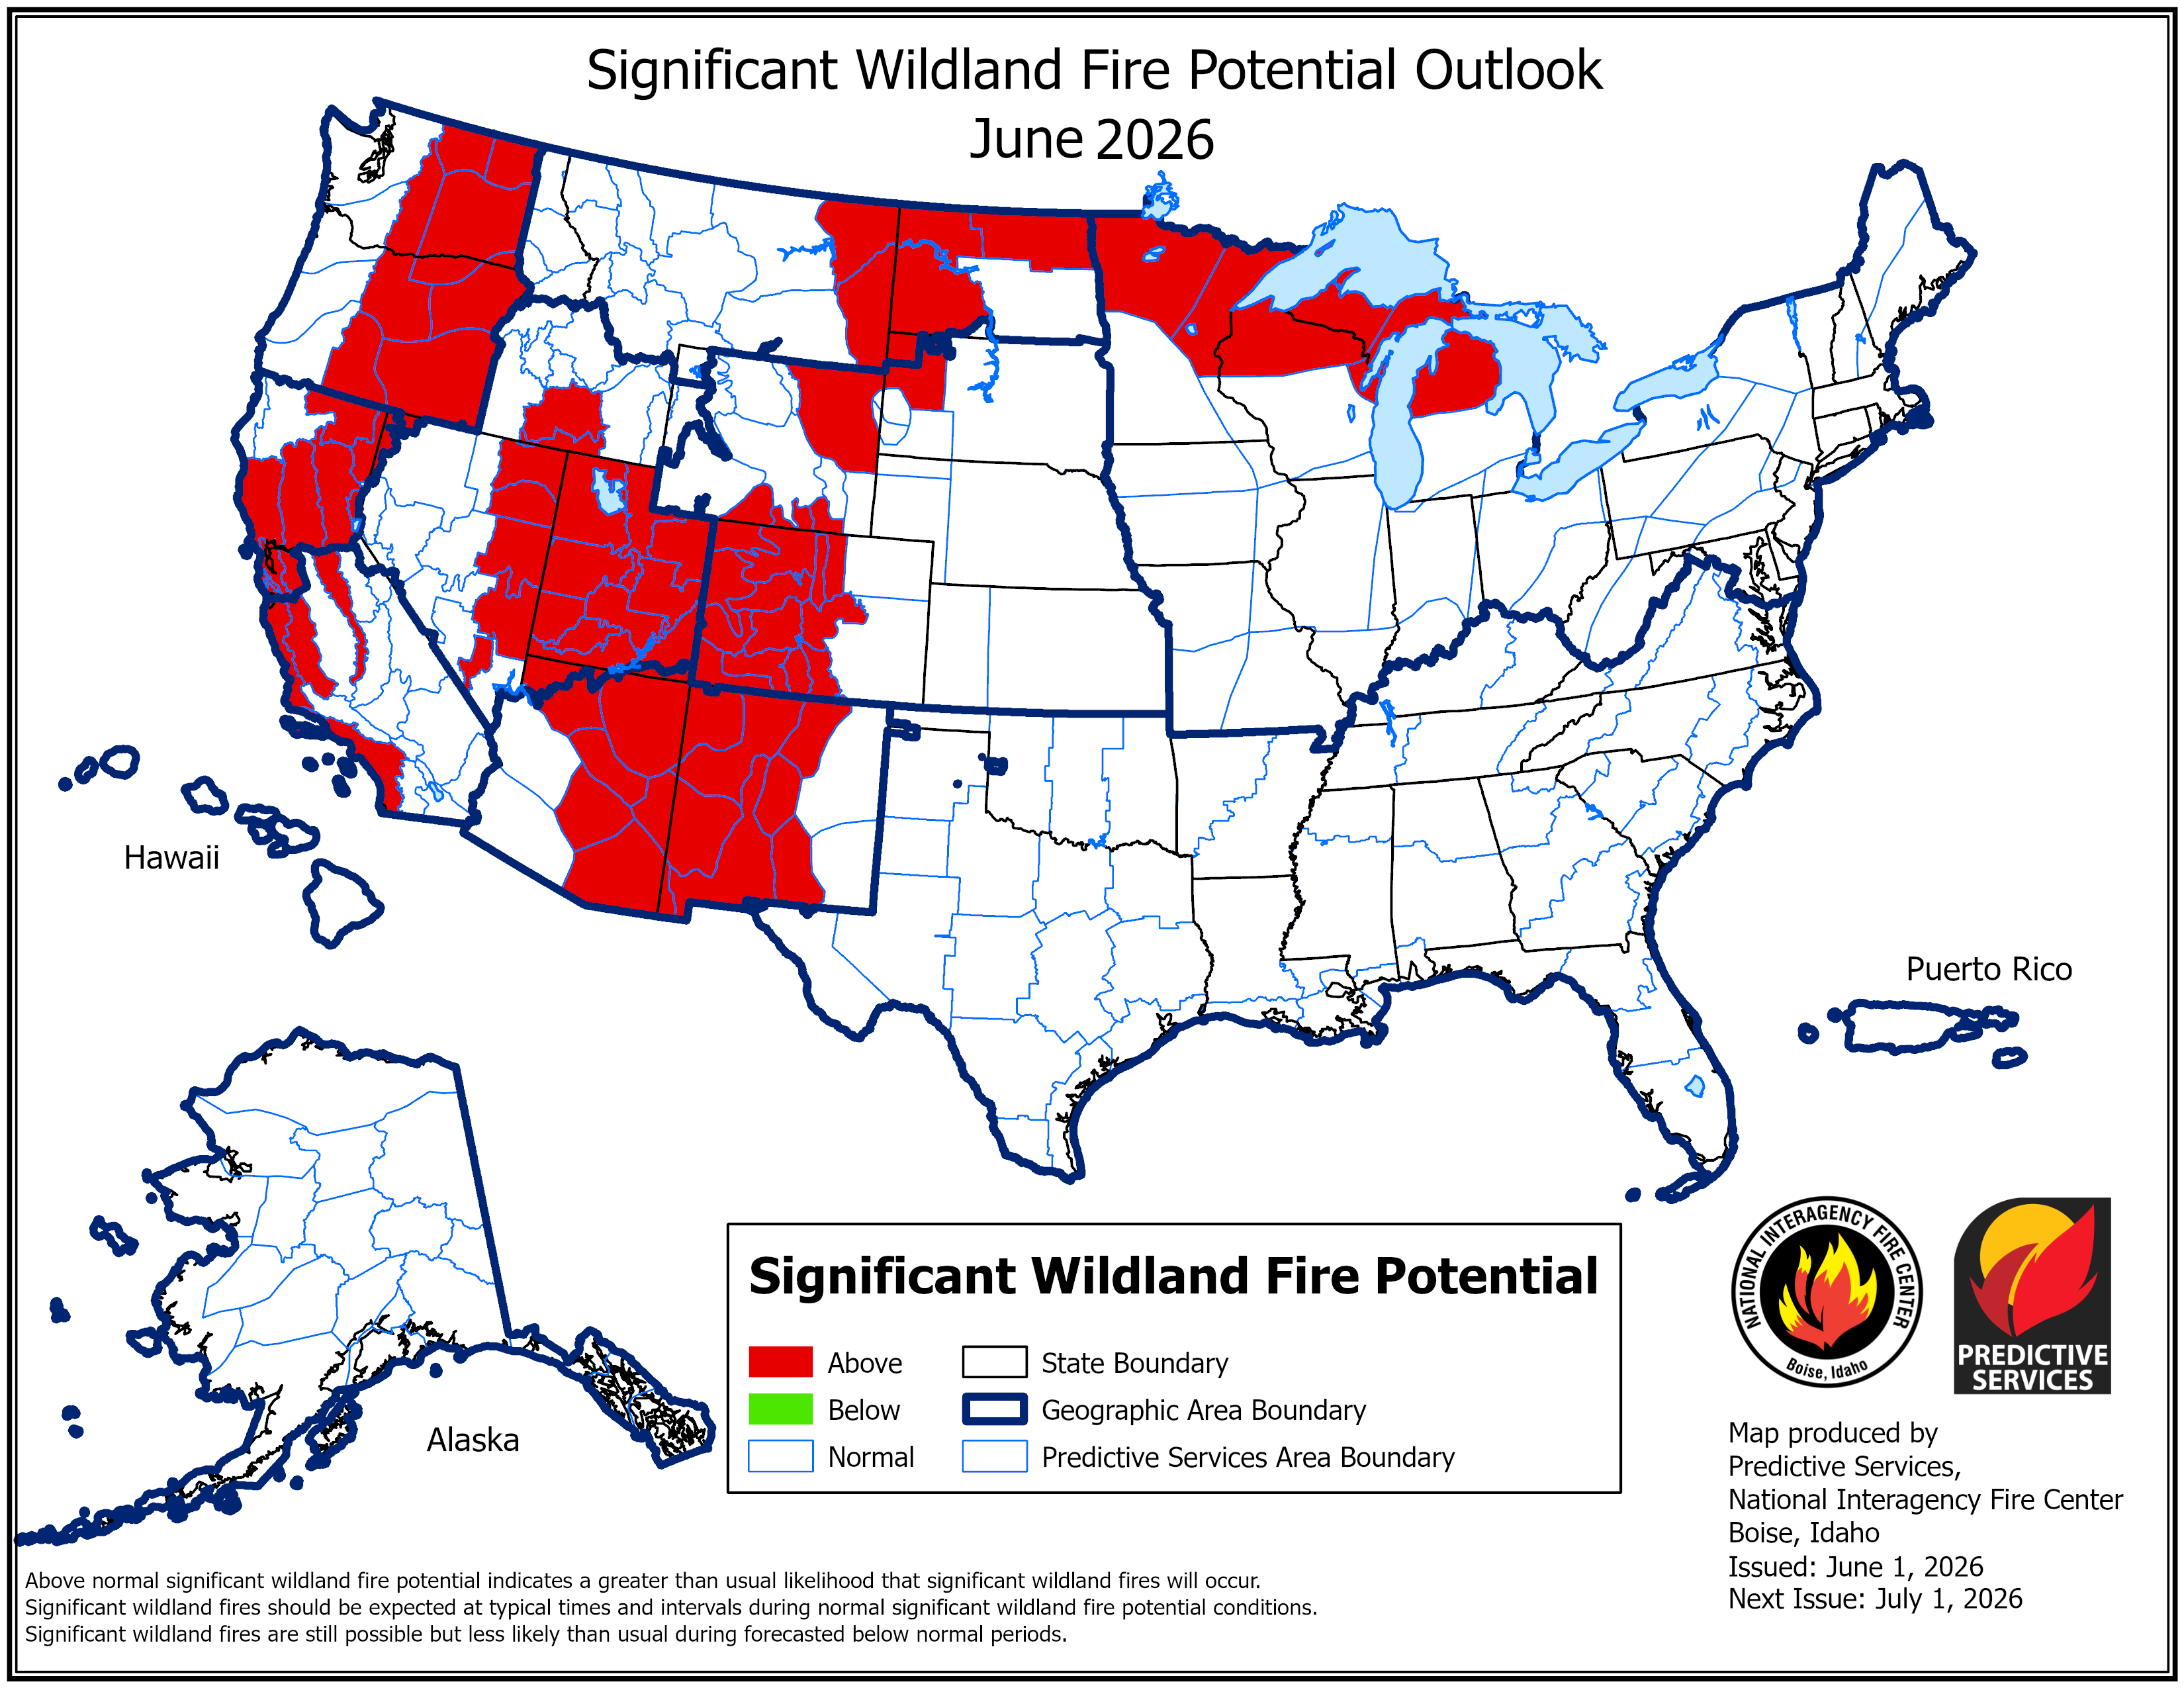 Significant Wildland Fire Potential Outlook
June 2026
Hawaii
Puerto Rico
Alaska
Significant Wildland Fire Potential
Above
State Boundary
Below
Geographic Area Boundary
Normal
Predictive Services Area Boundary
NATIONAL INTERAGENCY FIRE CENTER
Boise, Idaho
PREDICTIVE
SERVICES
Map produced by
Predictive Services,
National Interagency Fire Center
Boise, Idaho
Issued: June 1, 2026
Next Issue: July 1, 2026
Above normal significant wildland fire potential indicates a greater than usual likelihood that significant wildland fires will occur.
Significant wildland fires should be expected at typical times and intervals during normal significant wildland fire potential conditions.
Significant wildland fires are still possible but less likely than usual during forecasted below normal periods.